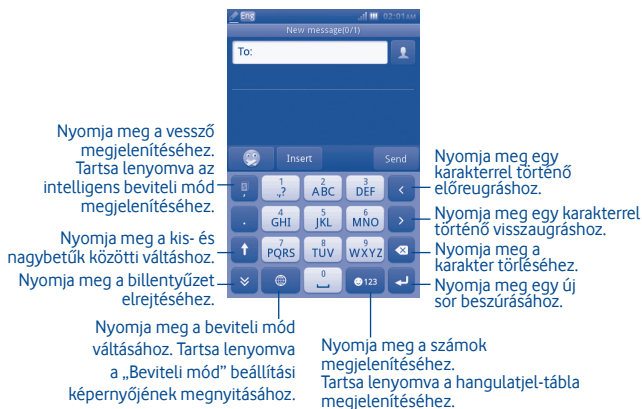 Eng 02:01AM
New message(0/1)
To:
Insert Send
1 .,? 2 ABC 3 DEF <
. 4 GHI 5 JKL 6 MNO >
7 PQRS 8 TUV 9 WXYZ
0 123
Nyomja meg a vessző
megjelenítéséhez.
Tartsa lenyomva az
intelligens beviteli mód
megjelenítéséhez.
Nyomja meg a kis- és
nagybetűk közötti váltáshoz.
Nyomja meg a billentyűzet
elrejtéséhez.
Nyomja meg a beviteli mód
váltásához. Tartsa lenyomva
a „Beviteli mód” beállítási
képernyőjének megnyitásához.
Nyomja meg egy
karakterrel történő
előreugráshoz.
Nyomja meg egy karakterrel
történő visszaugráshoz.
Nyomja meg a
karakter törléséhez.
Nyomja meg egy új
sor beszúrásához.
Nyomja meg a számok
megjelenítéséhez.
Tartsa lenyomva a hangulatjel-tábla
megjelenítéséhez.